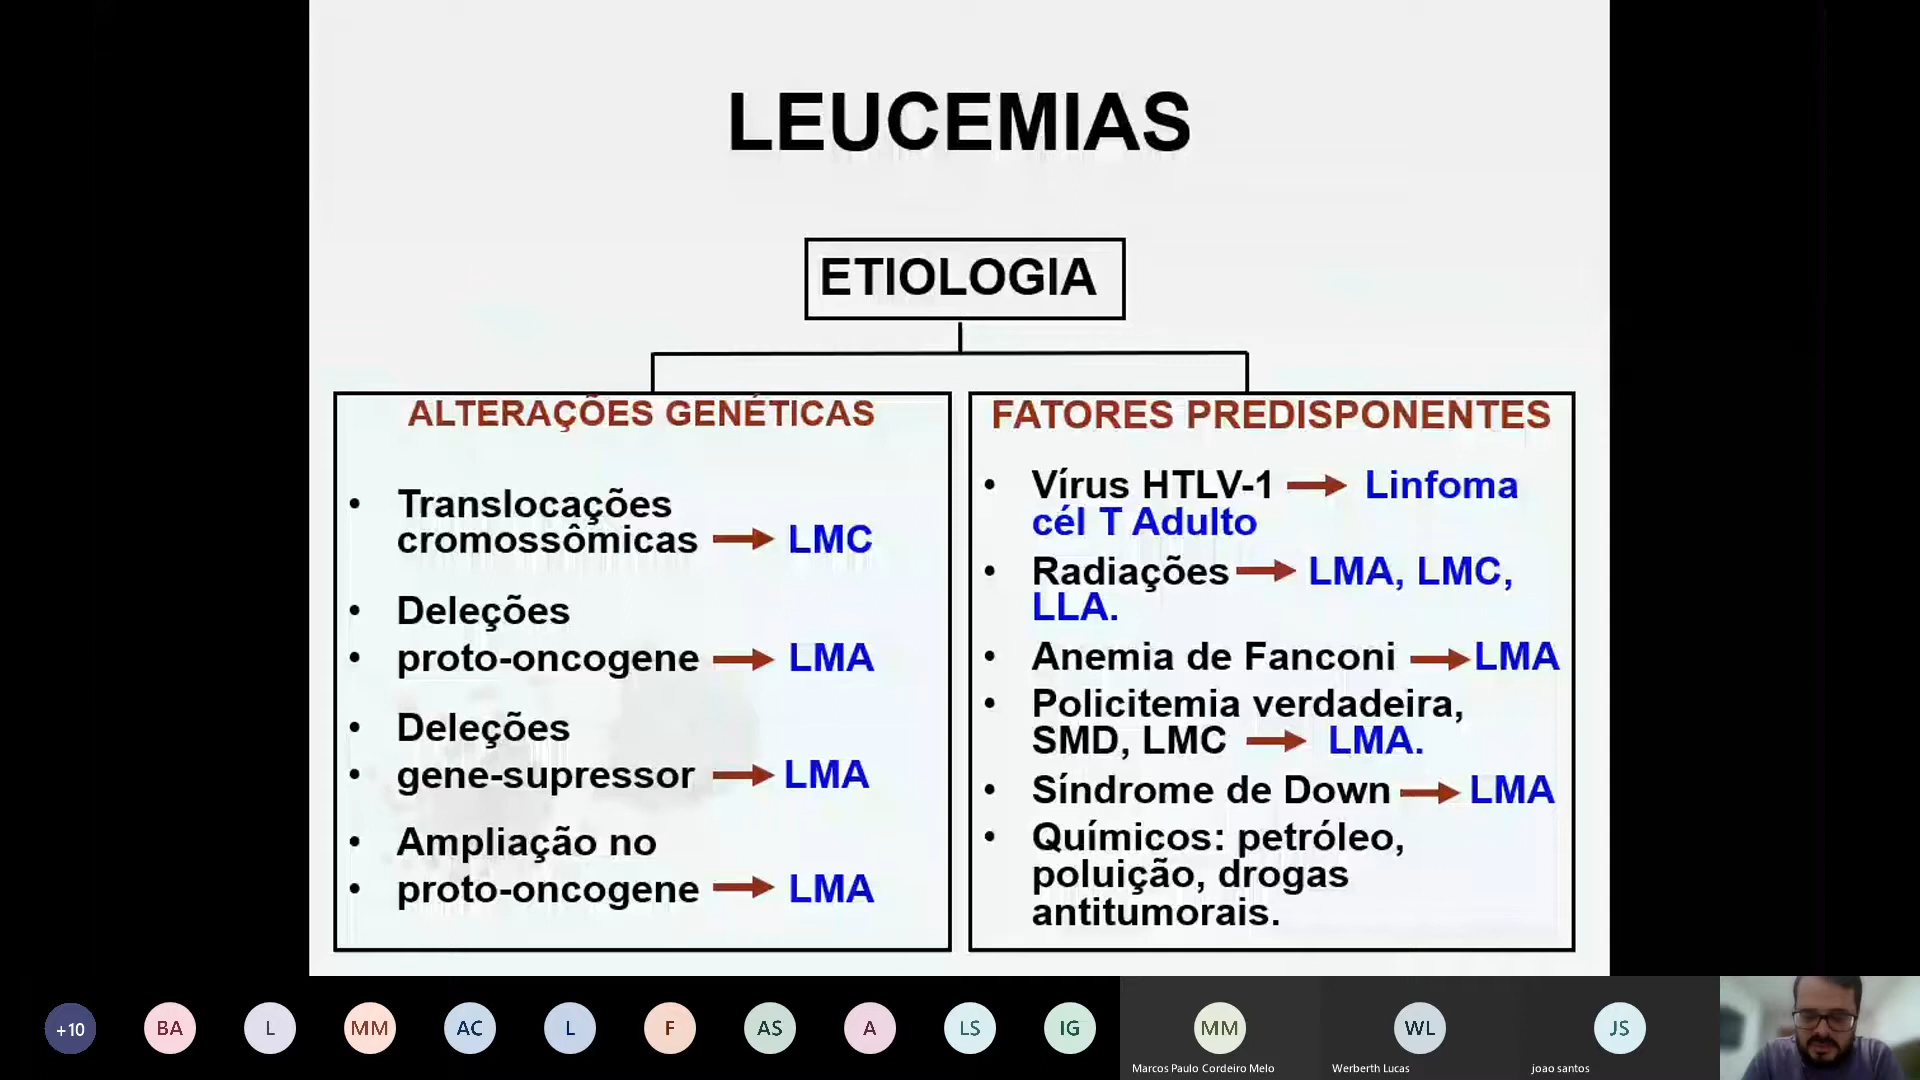 LEUCEMIAS
ETIOLOGIA
ALTERAÇÕES GENÉTICAS
• Translocações
cromossômicas → LMC
• Deleções
• proto-oncogene → LMA
• Deleções
• gene-supressor → LMA
• Ampliação no
• proto-oncogene → LMA
FATORES PREDISPONENTES
• Vírus HTLV-1 → Linfoma
cél T Adulto
• Radiações → LMA, LMC,
LLA.
• Anemia de Fanconi → LMA
• Policitemia verdadeira,
SMD, LMC → LMA.
• Síndrome de Down → LMA
• Químicos: petróleo,
poluição, drogas
antitumorais.
+10
BA
L
MM
AC
L
F
AS
A
LS
IG
MM
Marcos Paulo Cordeiro Melo
WL
Werberth Lucas
JS
joao santos